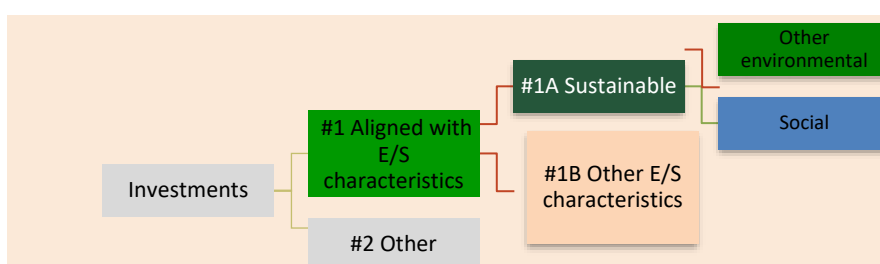 Other
environmental
#1A Sustainable
Social
#1 Aligned with
E/S
characteristics
#1B Other E/S
characteristics
Investments
#2 Other